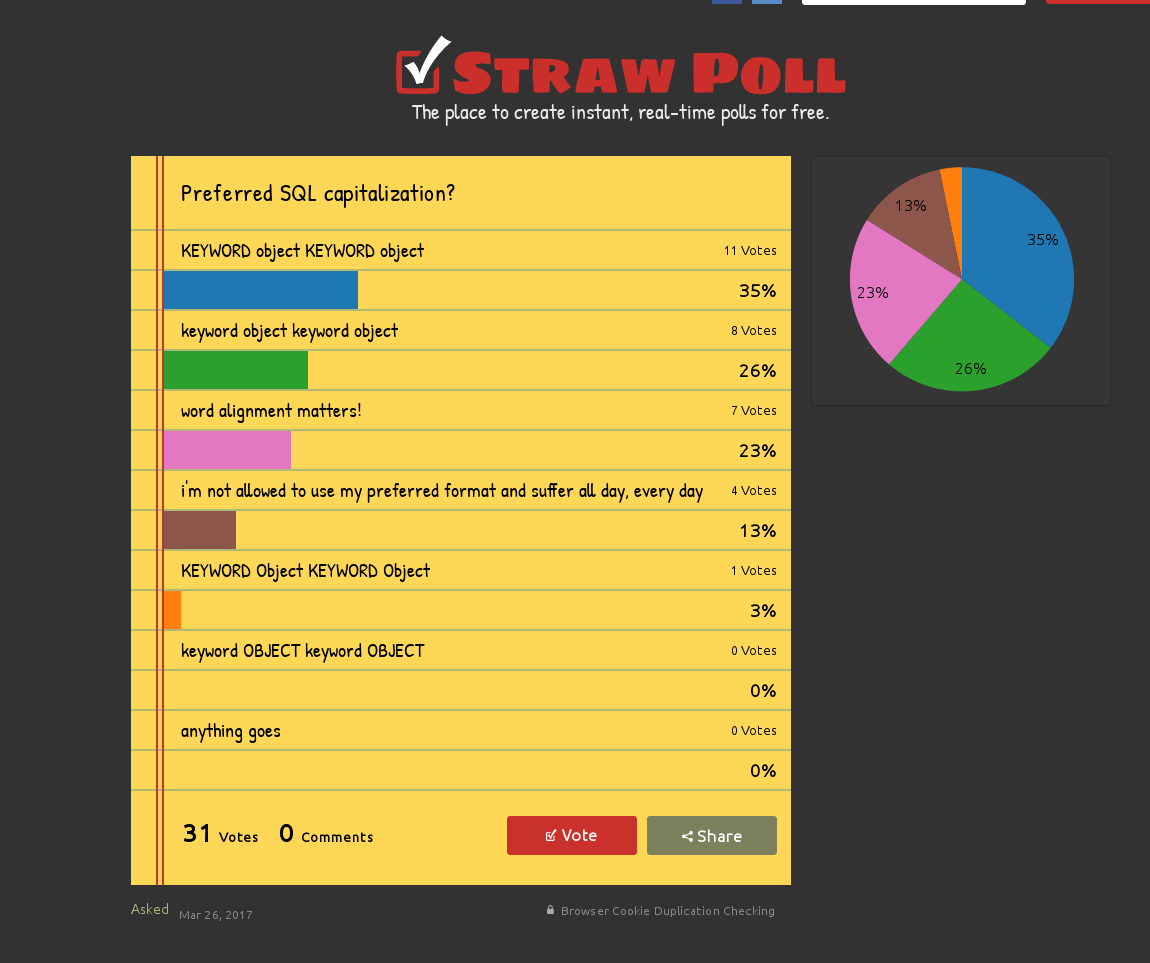 Straw Poll
The place to create instant, real-time polls for free.
Preferred SQL capitalization?
KEYWORD object KEYWORD object 11 Votes
35%
keyword object keyword object 8 Votes
26%
word alignment matters! 7 Votes
23%
i'm not allowed to use my preferred format and suffer all day, every day 4 Votes
13%
KEYWORD Object KEYWORD Object 1 Votes
3%
keyword OBJECT keyword OBJECT 0 Votes
0%
anything goes 0 Votes
0%
31 Votes 0 Comments Vote Share
Asked Mar 26, 2017 Browser Cookie Duplication Checking
13%
35%
23%
26%